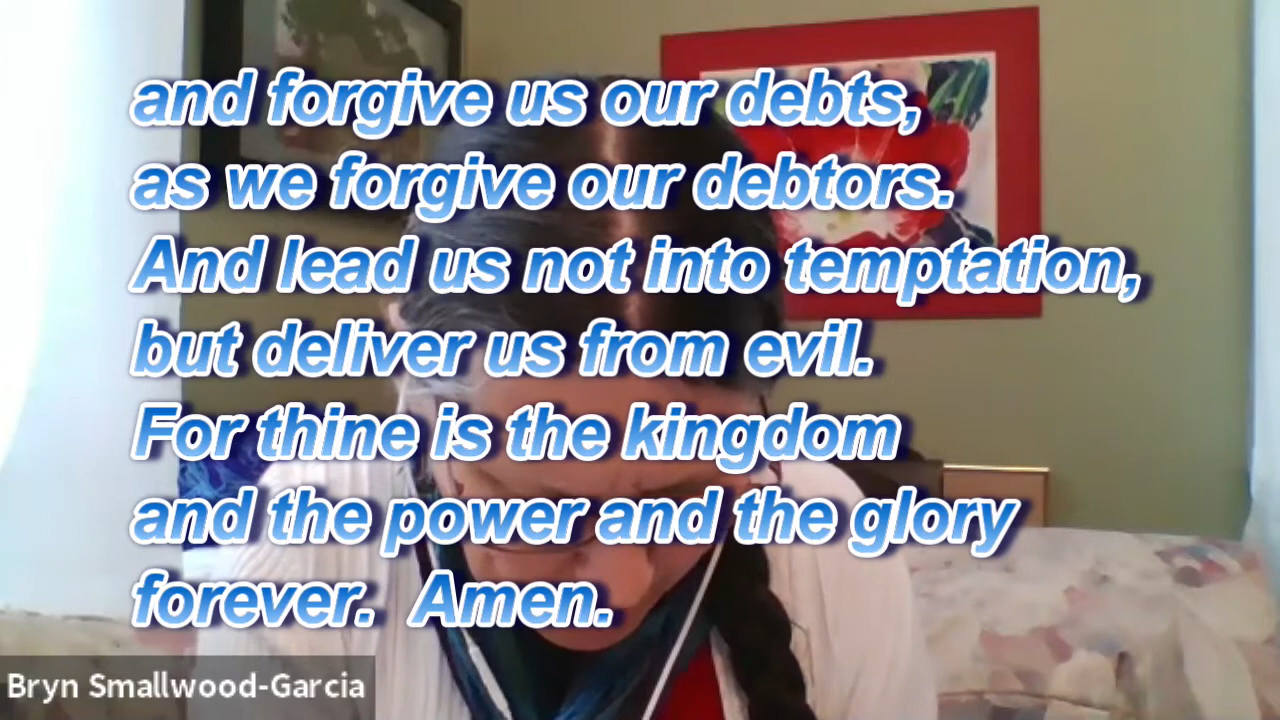 and forgive us our debts,
as we forgive our debtors.
And lead us not into temptation,
but deliver us from evil.
For thine is the kingdom
and the power and the glory
forever.  Amen.
Bryn Smallwood-Garcia